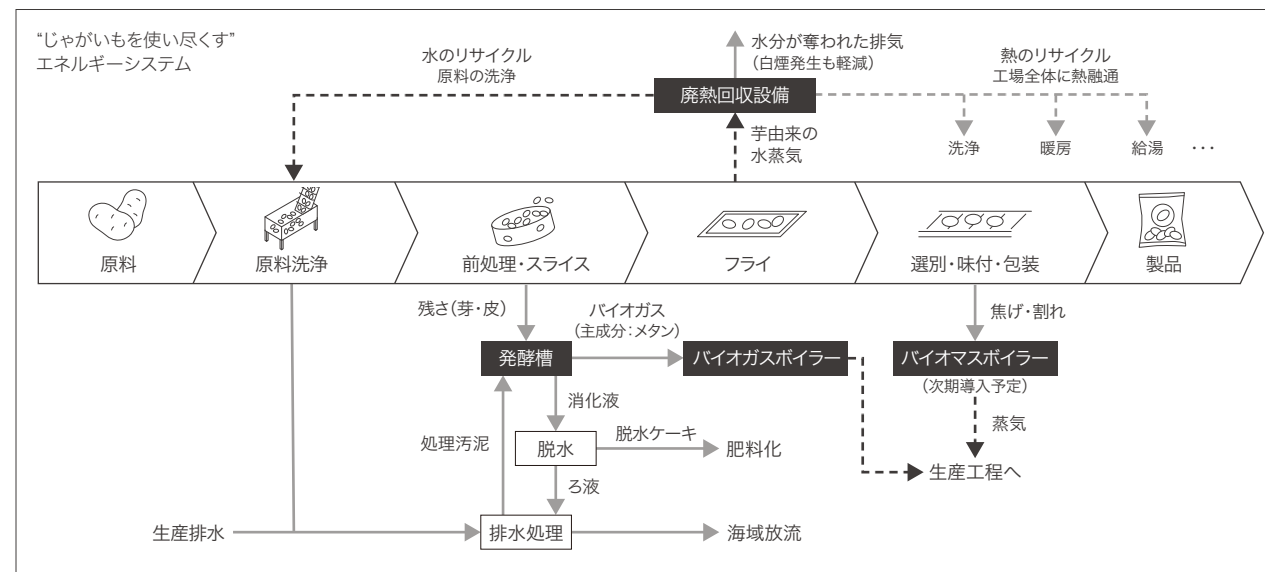 “じゃがいもを使い尽くす”
エネルギーシステム
水のリサイクル
原料の洗浄
水分が奪われた排気
(白煙発生も軽減)
熱のリサイクル
工場全体に熱融通
廃熱回収設備
芋由来の
水蒸気
洗浄
暖房
給湯
･･･
原料
原料洗浄
前処理・スライス
フライ
選別・味付・包装
製品
残さ(芽・皮)
バイオガス
(主成分:メタン)
焦げ・割れ
発酵槽
バイオガスボイラー
バイオマスボイラー
(次期導入予定)
消化液
蒸気
処理汚泥
脱水
脱水ケーキ
肥料化
生産工程へ
ろ液
生産排水
排水処理
海域放流